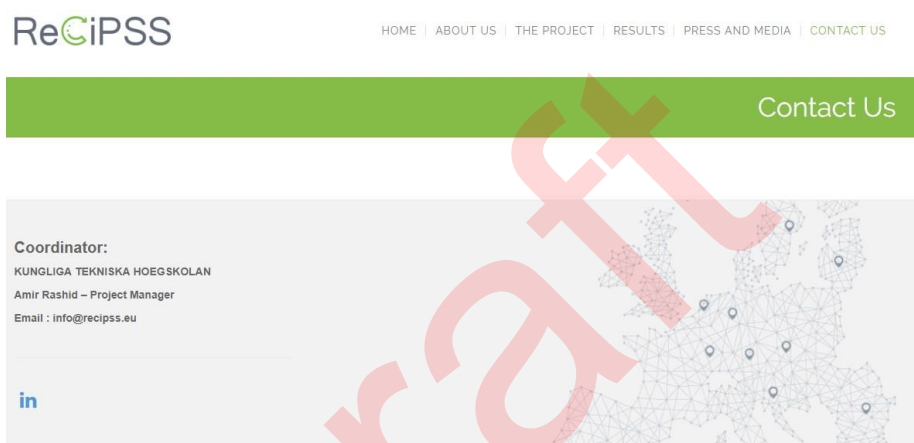 ReCiPSS
HOME | ABOUT US | THE PROJECT | RESULTS | PRESS AND MEDIA | CONTACT US
Contact Us
Coordinator:
KUNGLIGA TEKNISKA HOEGSKOLAN
Amir Rashid – Project Manager
Email : info@recipss.eu
in
raft